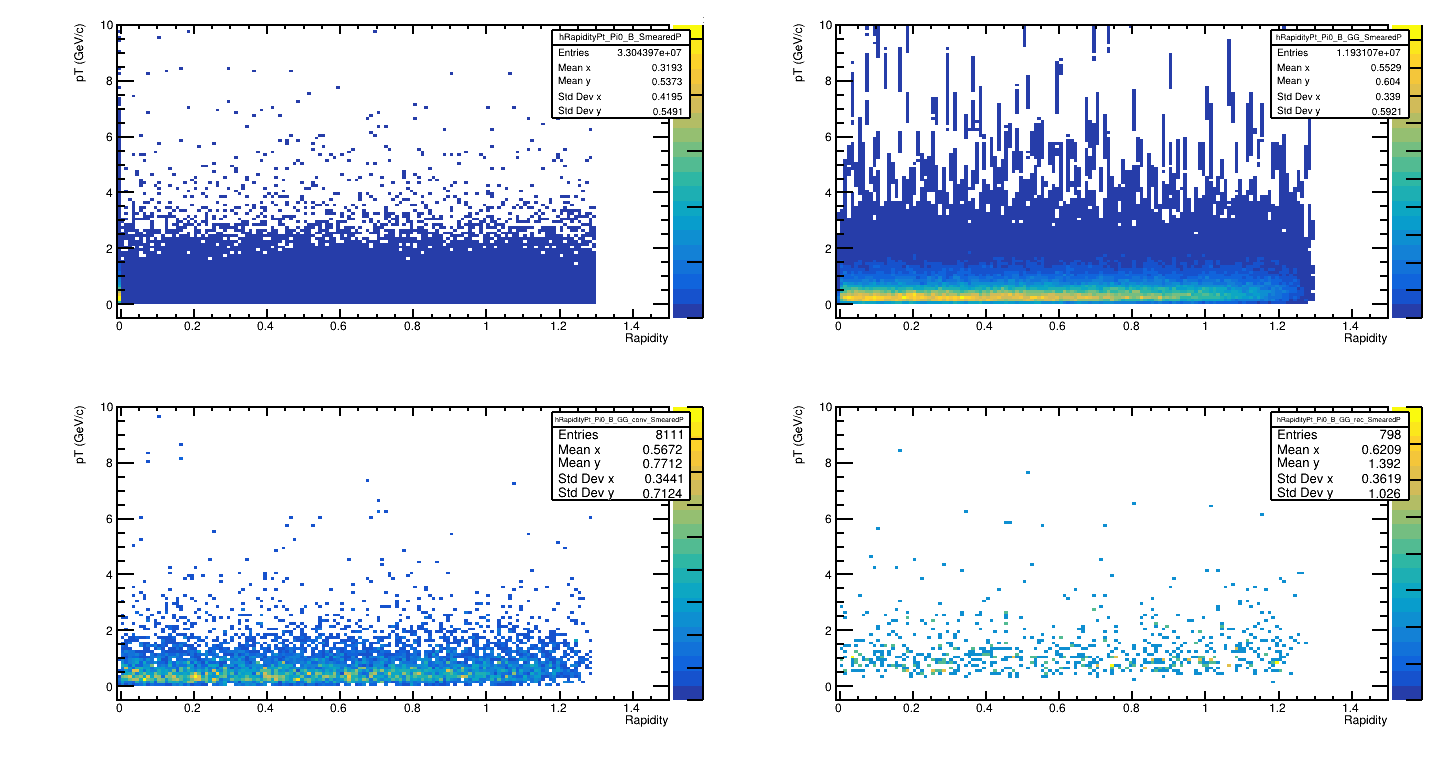 hRapidityPt_Pi0_B_SmearedP
Entries 3.304397e+07
Mean x 0.3193
Mean y 0.5373
Std Dev x 0.4195
Std Dev y 0.5491
pT (GeV/c)
10
8
6
4
2
0
0 0.2 0.4 0.6 0.8 1 1.2 1.4
Rapidity
hRapidityPt_Pi0_B_GG_SmearedP
Entries 1.193107e+07
Mean x 0.5529
Mean y 0.604
Std Dev x 0.339
Std Dev y 0.5921
pT (GeV/c)
10
8
6
4
2
0
0 0.2 0.4 0.6 0.8 1 1.2 1.4
Rapidity
hRapidityPt_Pi0_B_GG_conv_SmearedP
Entries 8111
Mean x 0.5672
Mean y 0.7712
Std Dev x 0.3441
Std Dev y 0.7124
pT (GeV/c)
10
8
6
4
2
0
0 0.2 0.4 0.6 0.8 1 1.2 1.4
Rapidity
hRapidityPt_Pi0_B_GG_rec_SmearedP
Entries 798
Mean x 0.6209
Mean y 1.392
Std Dev x 0.3619
Std Dev y 1.026
pT (GeV/c)
10
8
6
4
2
0
0 0.2 0.4 0.6 0.8 1 1.2 1.4
Rapidity